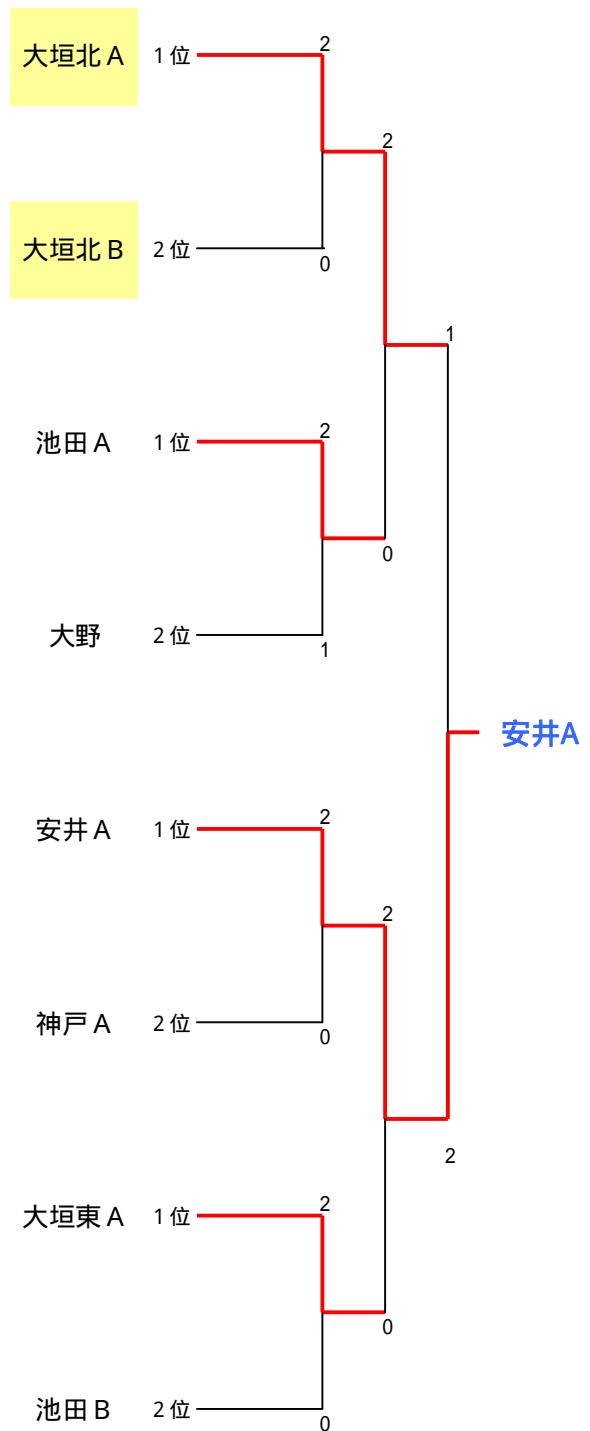 大垣北 A 1 位 2
2
大垣北 B 2 位 0
1
池田 A 1 位 2
0
大野 2 位 1
安井A
安井 A 1 位 2
2
神戸 A 2 位 0
2
大垣東 A 1 位 2
0
池田 B 2 位 0